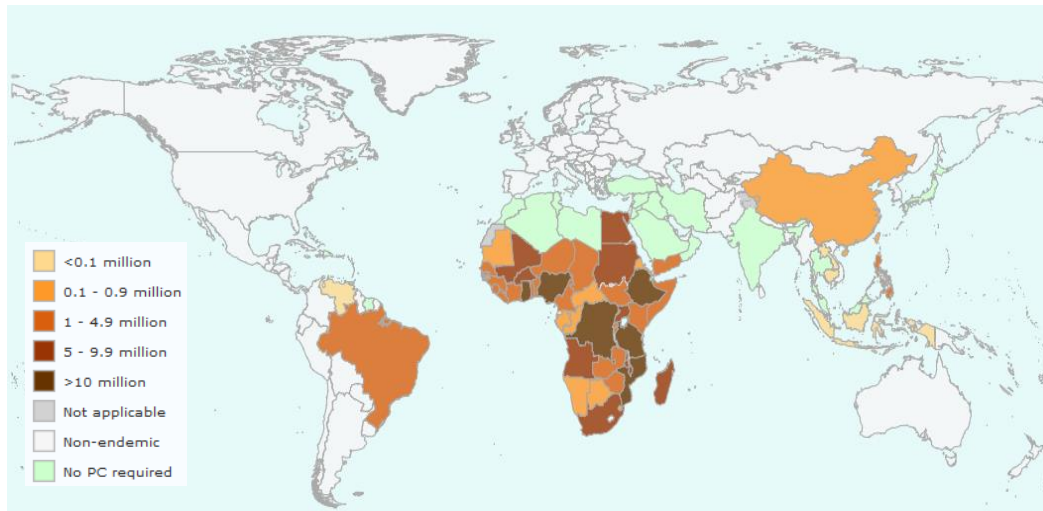 <0.1 million
0.1 - 0.9 million
1 - 4.9 million
5 - 9.9 million
>10 million
Not applicable
Non-endemic
No PC required